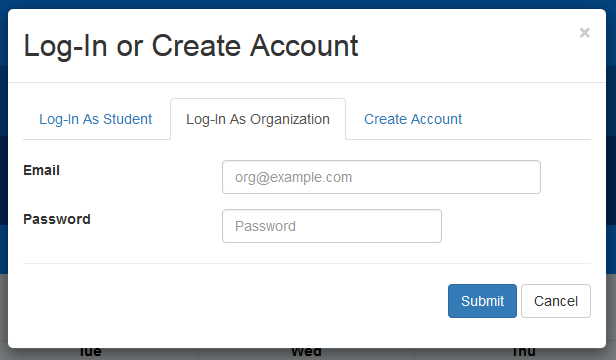 Log-In or Create Account
×
Log-In As Student
Log-In As Organization
Create Account
Email
org@example.com
Password
Password
Submit
Cancel
Tue
Wed
Thu